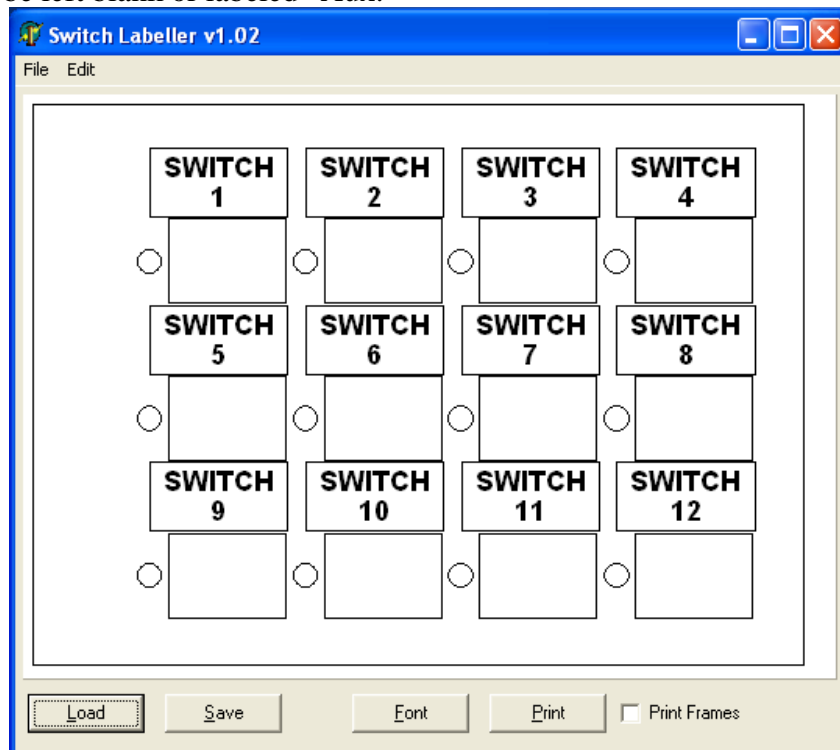 Switch Labeller v1.02
File Edit
SWITCH SWITCH SWITCH SWITCH
1 2 3 4
SWITCH SWITCH SWITCH SWITCH
5 6 7 8
SWITCH SWITCH SWITCH SWITCH
9 10 11 12
Load Save Font Print Print Frames